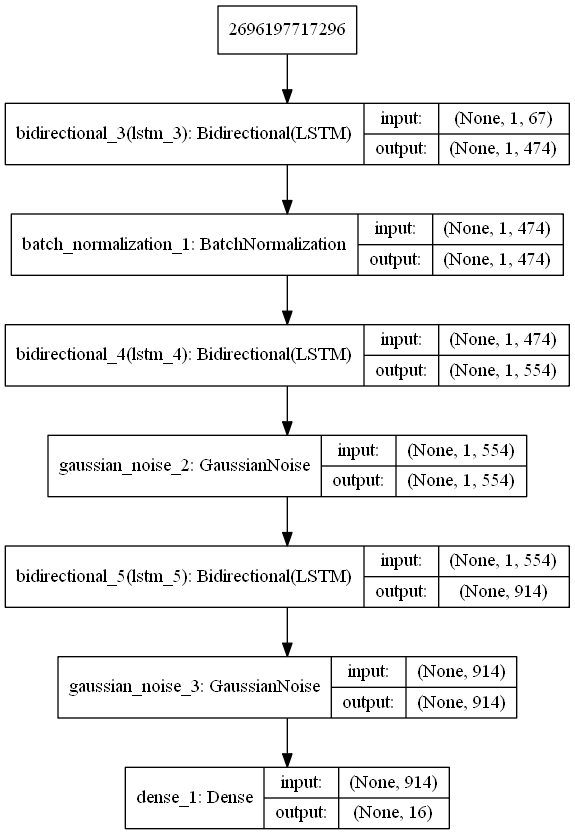 2696197717296
bidirectional_3(lstm_3): Bidirectional(LSTM)
input: (None, 1, 67)
output: (None, 1, 474)
batch_normalization_1: BatchNormalization
input: (None, 1, 474)
output: (None, 1, 474)
bidirectional_4(lstm_4): Bidirectional(LSTM)
input: (None, 1, 474)
output: (None, 1, 554)
gaussian_noise_2: GaussianNoise
input: (None, 1, 554)
output: (None, 1, 554)
bidirectional_5(lstm_5): Bidirectional(LSTM)
input: (None, 1, 554)
output: (None, 914)
gaussian_noise_3: GaussianNoise
input: (None, 914)
output: (None, 914)
dense_1: Dense
input: (None, 914)
output: (None, 16)